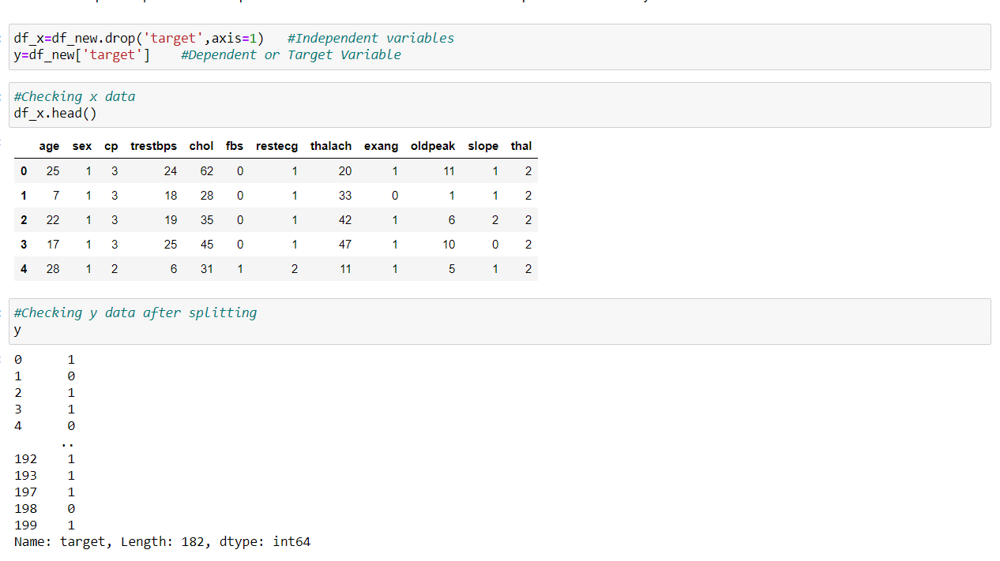 df_x=df_new.drop('target',axis=1)   #Independent variables
y=df_new['target']    #Dependent or Target Variable
#Checking x data
df_x.head()
age sex cp trestbps chol fbs restecg thalach exang oldpeak slope thal
0 25 1 3 24 62 0 1 20 1 11 1 2
1 7 1 3 18 28 0 1 33 0 1 1 2
2 22 1 3 19 35 0 1 42 1 6 2 2
3 17 1 3 25 45 0 1 47 1 10 0 2
4 28 1 2 6 31 1 2 11 1 5 1 2
#Checking y data after splitting
y
0      1
1      0
2      1
3      1
4      0
..
192    1
193    1
197    1
198    0
199    1
Name: target, Length: 182, dtype: int64